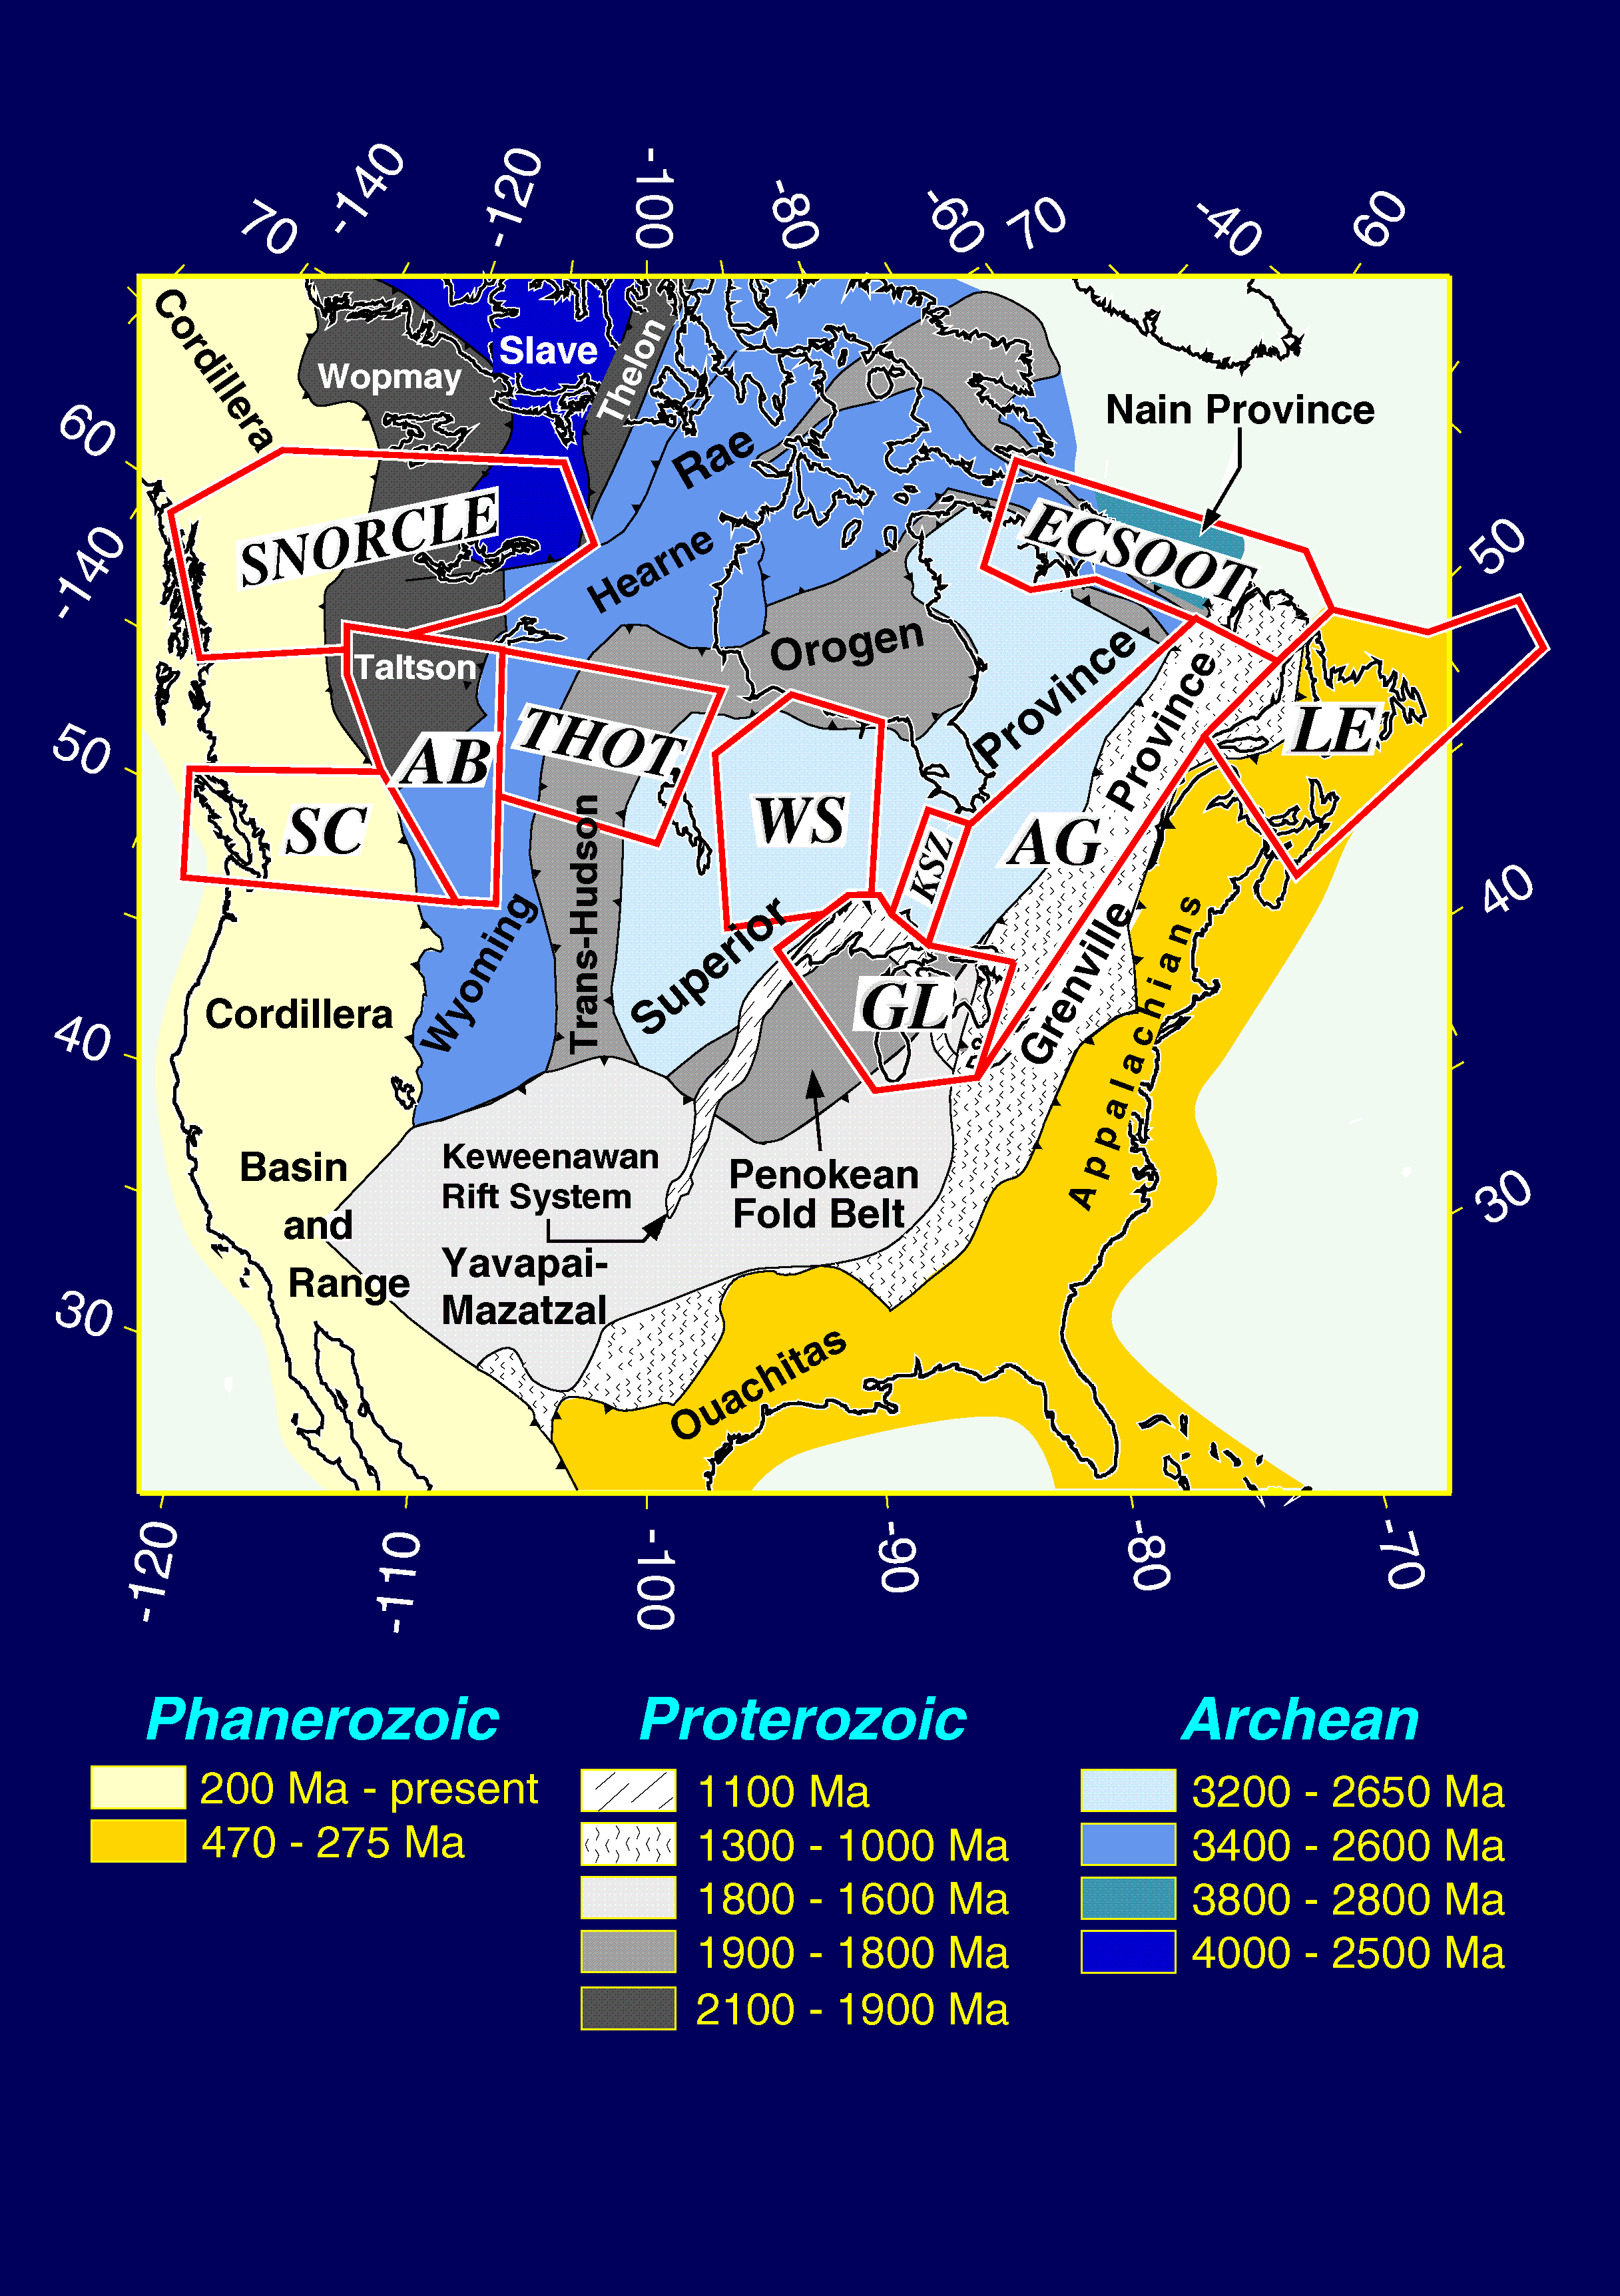 70
-140
-120
-100
-80
-60
70
-40
60
60
-140
50
40
30
50
40
30
Cordillera
Wopmay
Slave
Thelon
Rae
Nain Province
SNORCLE
Hearne
ECSOOT
Taltson
Orogen
Province
Province
AB
THOT
WS
LE
SC
KSZ
AG
Trans-Hudson
Wyoming
Superior
Grenville
GL
Appalachians
Cordillera
Basin
and
Range
Keweenawan
Rift System
Penokean
Fold Belt
Yavapai-
Mazatzal
Ouachitas
-120
-110
-100
-90
-80
-70
Phanerozoic
200 Ma - present
470 - 275 Ma
Proterozoic
1100 Ma
1300 - 1000 Ma
1800 - 1600 Ma
1900 - 1800 Ma
2100 - 1900 Ma
Archean
3200 - 2650 Ma
3400 - 2600 Ma
3800 - 2800 Ma
4000 - 2500 Ma